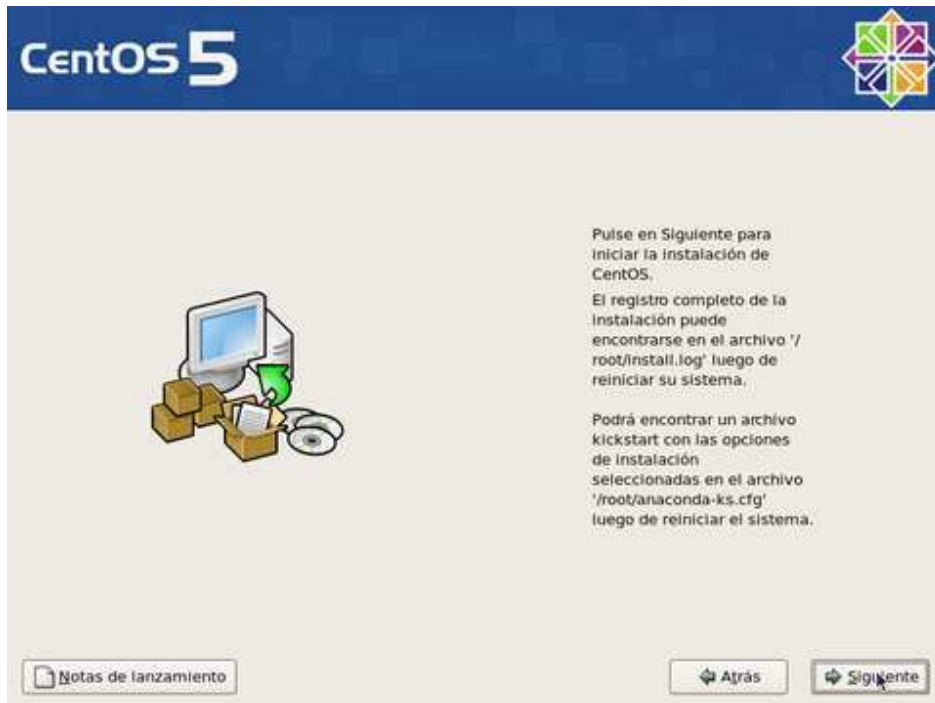 CentOS 5
Pulse en Siguiente para
iniciar la instalación de
CentOS.
El registro completo de la
instalación puede
encontrarse en el archivo '/
root/install.log' luego de
reiniciar su sistema.
Podrá encontrar un archivo
kickstart con las opciones
de instalación
seleccionadas en el archivo
'/root/anaconda-ks.cfg'
luego de reiniciar el sistema.
Notas de lanzamiento
Atrás
Siguiente